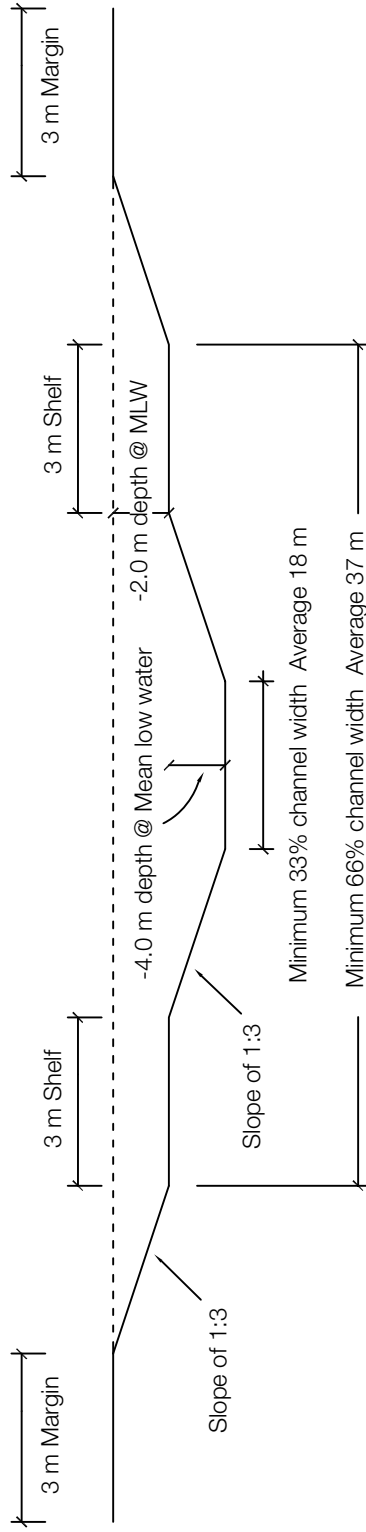 3 m Margin
3 m Shelf
-4.0 m depth @ Mean low water
-2.0 m depth @ MLW
3 m Shelf
3 m Margin
Slope of 1:3
Slope of 1:3
Minimum 33% channel width Average 18 m
Minimum 66% channel width Average 37 m